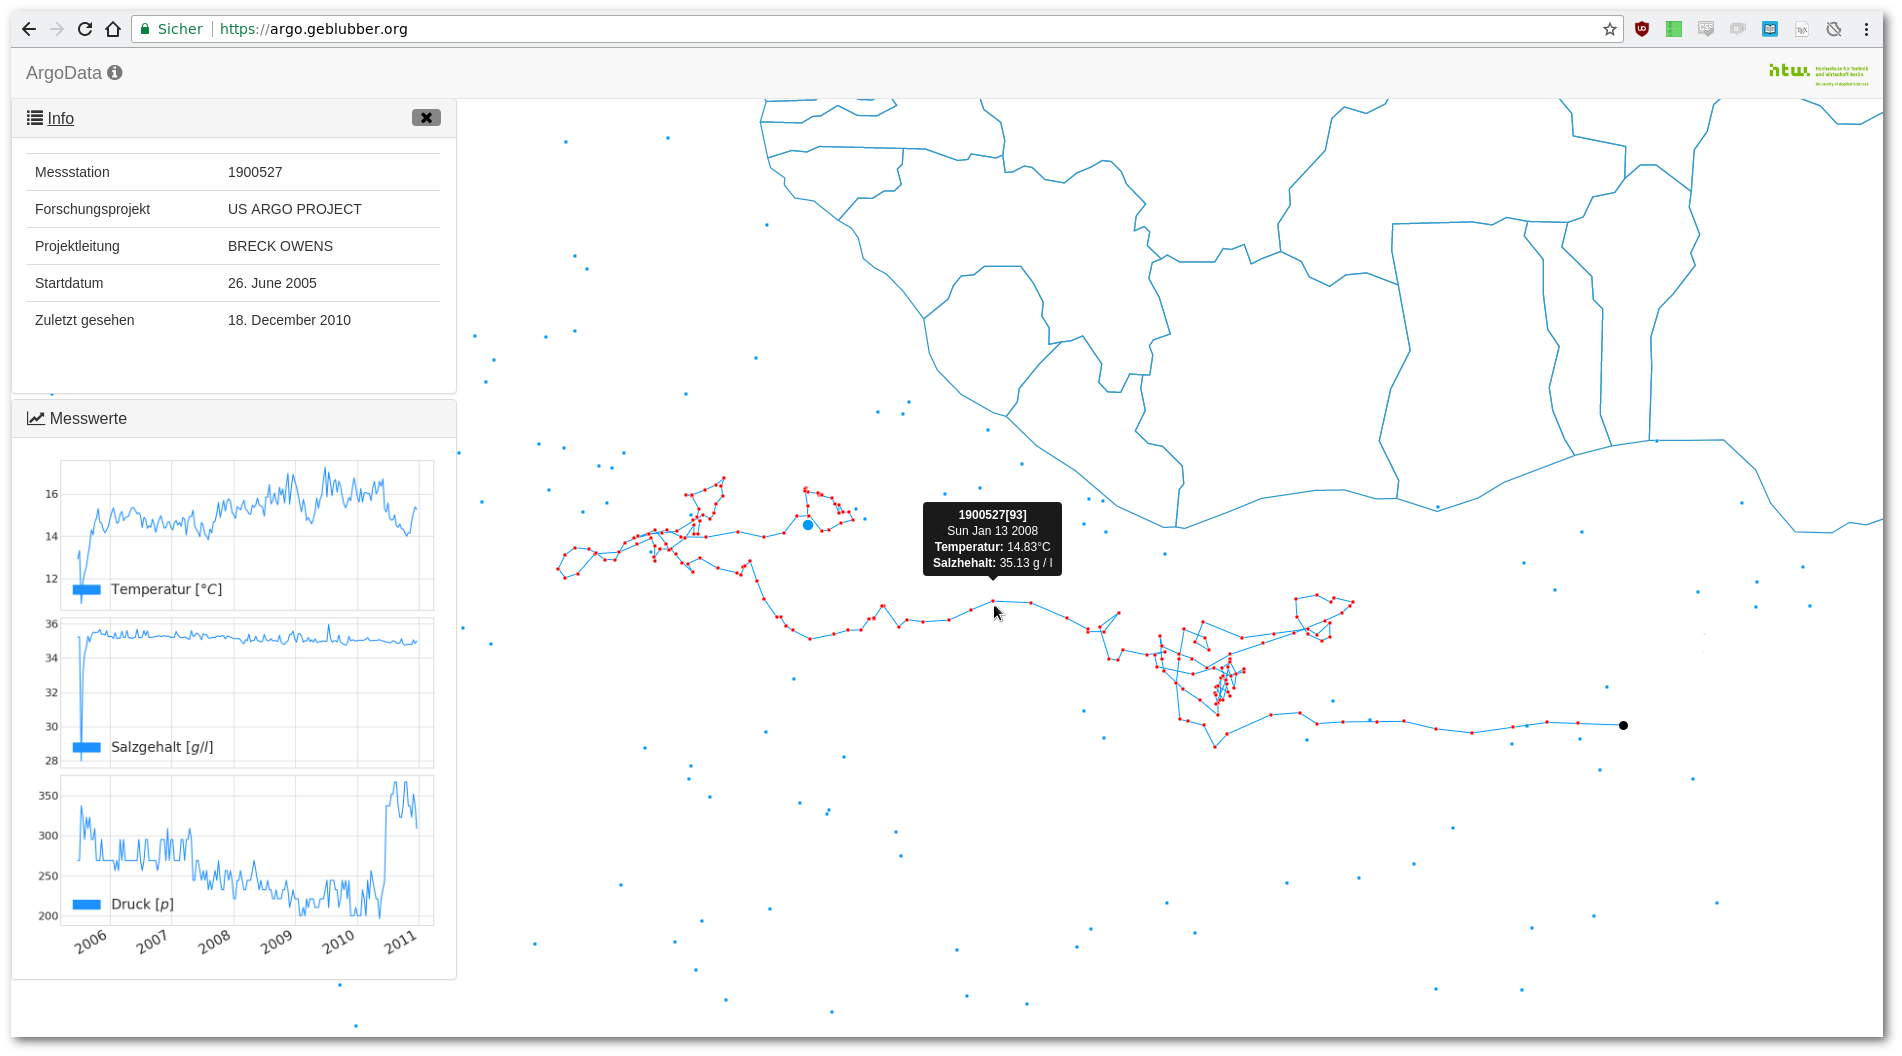 Sicher https://argo.geblubber.org
ArgoData
htw.
Hochschule für Technik
und Wirtschaft Berlin
University of Applied Sciences
Info
Messstation 1900527
Forschungsprojekt US ARGO PROJECT
Projektleitung BRECK OWENS
Startdatum 26. June 2005
Zuletzt gesehen 18. December 2010
Messwerte
16
14
12
Temperatur [°C]
36
34
32
30
28
Salzgehalt [g/l]
350
300
250
200
Druck [p]
2006 2007 2008 2009 2010 2011
1900527[93]
Sun Jan 13 2008
Temperatur: 14.83°C
Salzhehalt: 35.13 g / l